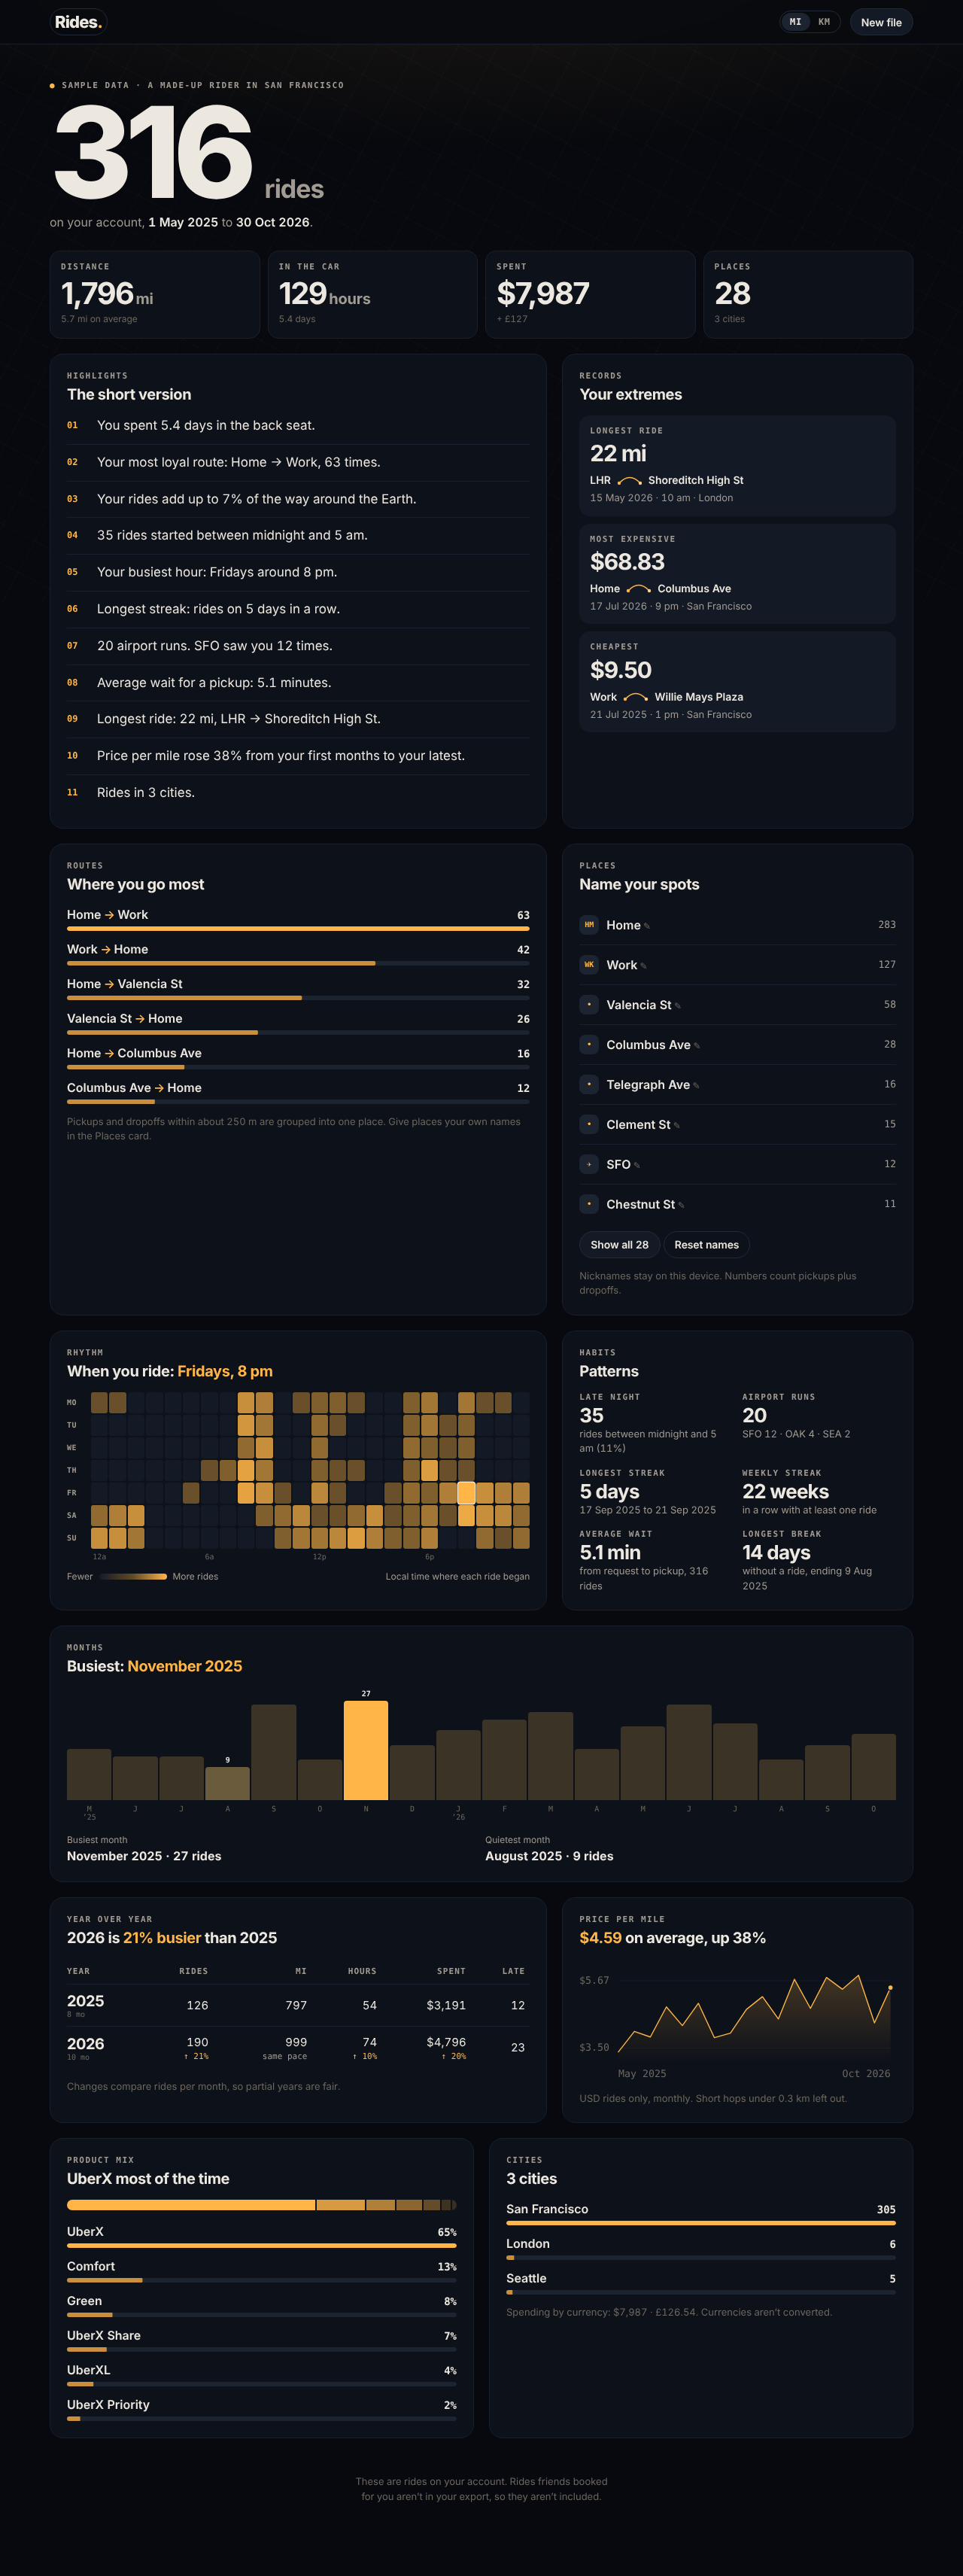 Rides.
MI KM
New file
SAMPLE DATA · A MADE-UP RIDER IN SAN FRANCISCO
316 rides
on your account, 1 May 2025 to 30 Oct 2026.
DISTANCE
1,796 mi
5.7 mi on average
IN THE CAR
129 hours
5.4 days
SPENT
$7,987
+ £127
PLACES
28
3 cities
HIGHLIGHTS
The short version
01 You spent 5.4 days in the back seat.
02 Your most loyal route: Home → Work, 63 times.
03 Your rides add up to 7% of the way around the Earth.
04 35 rides started between midnight and 5 am.
05 Your busiest hour: Fridays around 8 pm.
06 Longest streak: rides on 5 days in a row.
07 20 airport runs. SFO saw you 12 times.
08 Average wait for a pickup: 5.1 minutes.
09 Longest ride: 22 mi, LHR → Shoreditch High St.
10 Price per mile rose 38% from your first months to your latest.
11 Rides in 3 cities.
RECORDS
Your extremes
LONGEST RIDE
22 mi
LHR Shoreditch High St
15 May 2026 · 10 am · London
MOST EXPENSIVE
$68.83
Home Columbus Ave
17 Jul 2026 · 9 pm · San Francisco
CHEAPEST
$9.50
Work Willie Mays Plaza
21 Jul 2025 · 1 pm · San Francisco
ROUTES
Where you go most
Home → Work 63
Work → Home 42
Home → Valencia St 32
Valencia St → Home 26
Home → Columbus Ave 16
Columbus Ave → Home 12
Pickups and dropoffs within about 250 m are grouped into one place. Give places your own names
in the Places card.
PLACES
Name your spots
HM Home ✎ 283
WK Work ✎ 127
Valencia St ✎ 58
Columbus Ave ✎ 28
Telegraph Ave ✎ 16
Clement St ✎ 15
SFO ✎ 12
Chestnut St ✎ 11
Show all 28 Reset names
Nicknames stay on this device. Numbers count pickups plus
dropoffs.
RHYTHM
When you ride: Fridays, 8 pm
MO
TU
WE
TH
FR
SA
SU
12a 6a 12p 6p
Fewer More rides Local time where each ride began
HABITS
Patterns
LATE NIGHT
35
rides between midnight and 5
am (11%)
AIRPORT RUNS
20
SFO 12 · OAK 4 · SEA 2
LONGEST STREAK
5 days
17 Sep 2025 to 21 Sep 2025
WEEKLY STREAK
22 weeks
in a row with at least one ride
AVERAGE WAIT
5.1 min
from request to pickup, 316
rides
LONGEST BREAK
14 days
without a ride, ending 9 Aug
2025
MONTHS
Busiest: November 2025
27
9
M J J A S O N D J F M A M J J A S O
'25 '26
Busiest month
November 2025 · 27 rides
Quietest month
August 2025 · 9 rides
YEAR OVER YEAR
2026 is 21% busier than 2025
YEAR RIDES MI HOURS SPENT LATE
2025 126 797 54 $3,191 12
8 mo
2026 190 999 74 $4,796 23
10 mo ↑ 21% same pace ↑ 10% ↑ 20%
Changes compare rides per month, so partial years are fair.
PRICE PER MILE
$4.59 on average, up 38%
$5.67
$3.50
May 2025 Oct 2026
USD rides only, monthly. Short hops under 0.3 km left out.
PRODUCT MIX
UberX most of the time
UberX 65%
Comfort 13%
Green 8%
UberX Share 7%
UberXL 4%
UberX Priority 2%
CITIES
3 cities
San Francisco 305
London 6
Seattle 5
Spending by currency: $7,987 · £126.54. Currencies aren't converted.
These are rides on your account. Rides friends booked
for you aren't in your export, so they aren't included.